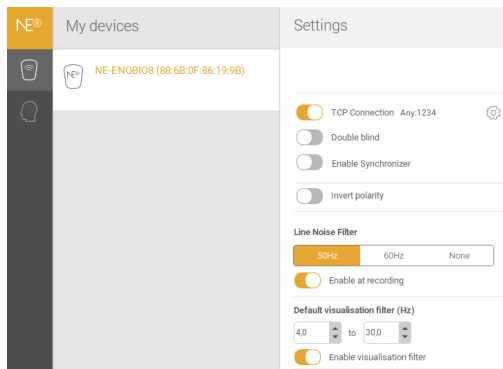 NE®
My devices
Settings
NE®
NE-ENOBIO8 (88:6B:0F:86:19:9B)
TCP Connection Any:1234
Double blind
Enable Synchronizer
Invert polarity
Line Noise Filter
50Hz 60Hz None
Enable at recording
Default visualisation filter (Hz)
4,0 to 30,0
Enable visualisation filter